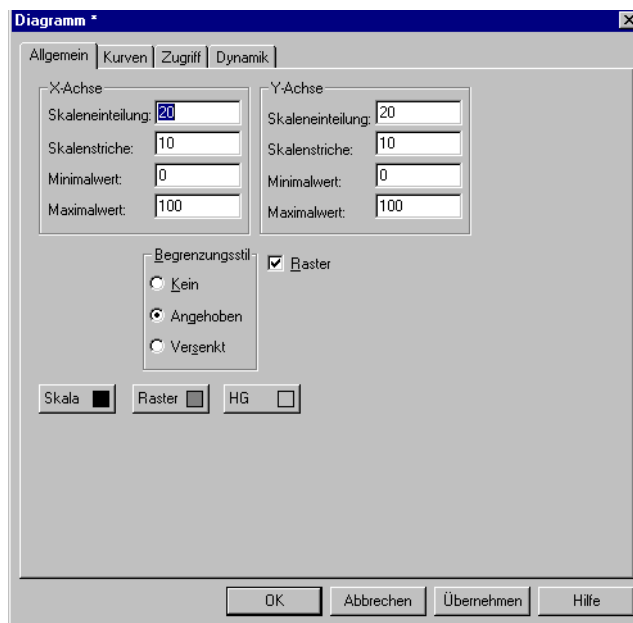 Diagramm *
Allgemein Kurven Zugriff Dynamik
X-Achse
Skaleneinteilung: 20
Skalenstriche: 10
Minimalwert: 0
Maximalwert: 100
Y-Achse
Skaleneinteilung: 20
Skalenstriche: 10
Minimalwert: 0
Maximalwert: 100
Begrenzungsstil
Kein
Angehoben
Versenkt
Raster
Skala Raster HG
OK Abbrechen Übernehmen Hilfe